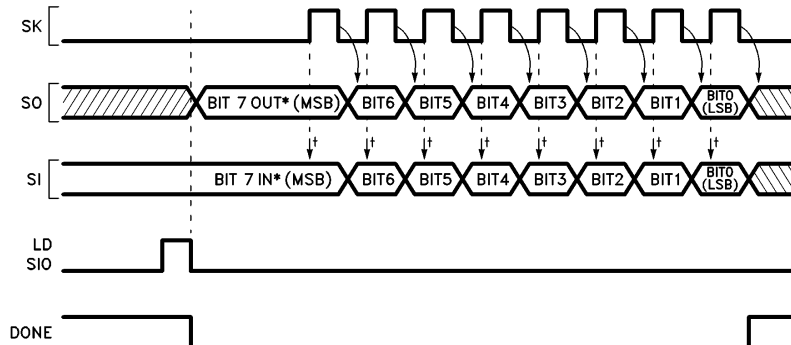 SK
SO
BIT 7 OUT* (MSB) BIT6 BIT5 BIT4 BIT3 BIT2 BIT1 BIT0 (LSB)
t t t t t t t t
SI
BIT 7 IN* (MSB) BIT6 BIT5 BIT4 BIT3 BIT2 BIT1 BIT0 (LSB)
LD
SIO
DONE